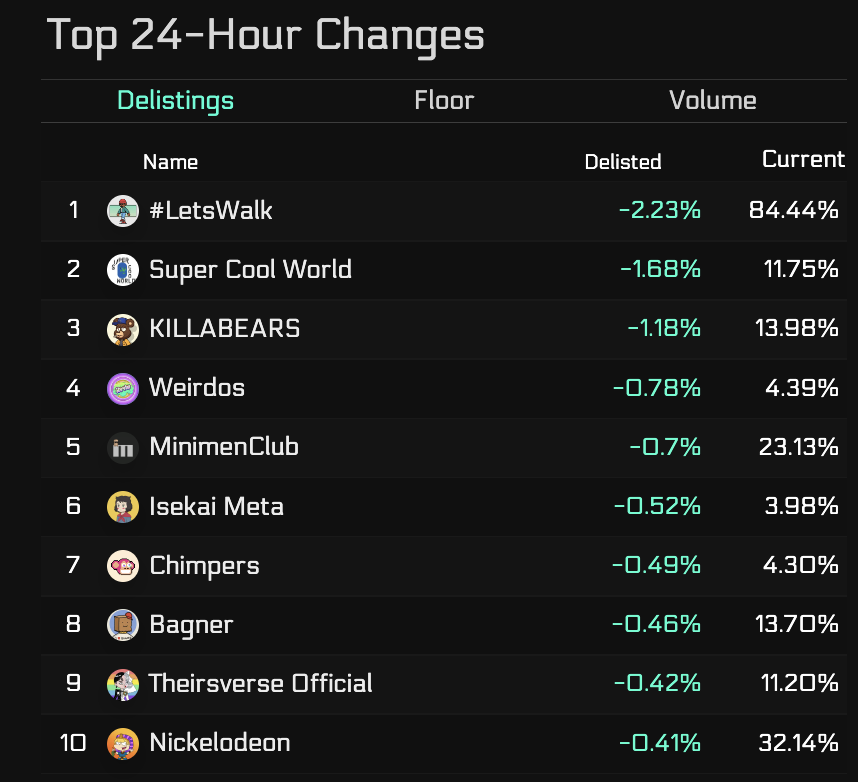 Top 24-Hour Changes
Delistings Floor Volume
Name Delisted Current
1 #LetsWalk -2.23% 84.44%
2 Super Cool World -1.68% 11.75%
3 KILLABEARS -1.18% 13.98%
4 Weirdos -0.78% 4.39%
5 MinimenClub -0.7% 23.13%
6 Isekai Meta -0.52% 3.98%
7 Chimpers -0.49% 4.30%
8 Bagner -0.46% 13.70%
9 Theirsverse Official -0.42% 11.20%
10 Nickelodeon -0.41% 32.14%